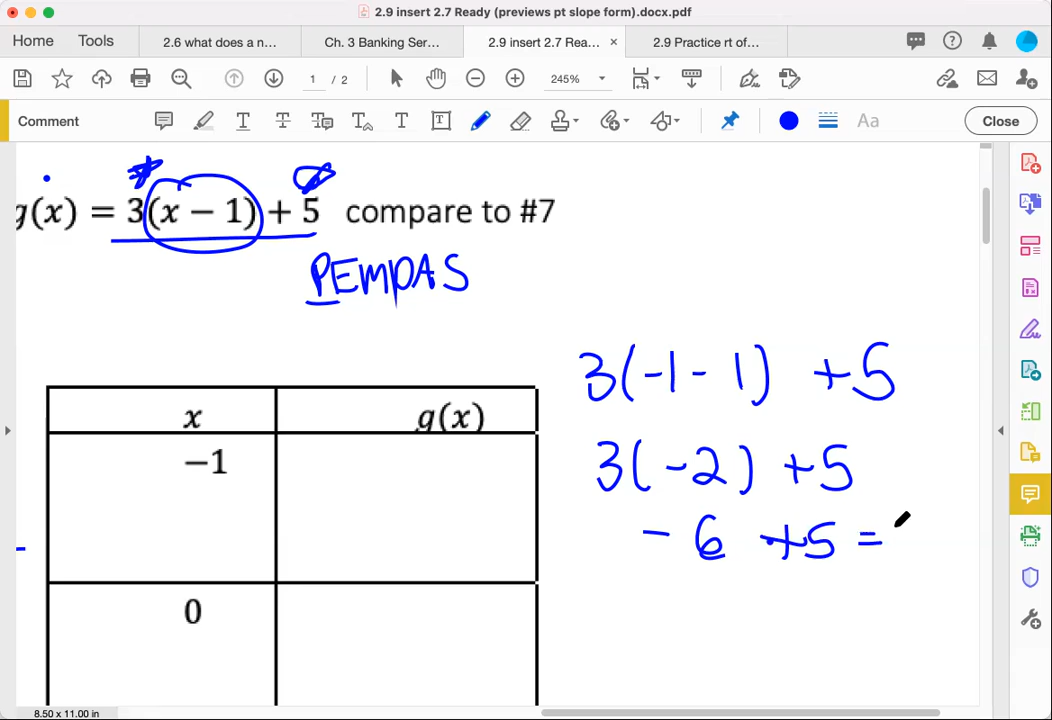 2.9 insert 2.7 Ready (previews pt slope form).docx.pdf
Home Tools 2.6 what does a n... Ch. 3 Banking Ser... 2.9 insert 2.7 Rea... × 2.9 Practice rt of...
1 / 2 245%
Comment T T T T Aa Close
g(x) = 3(x − 1) + 5 compare to #7
PEMPAS
3(-1 - 1) + 5
x g(x)
−1
3(-2) + 5
- 6 + 5 =
0
8.50 x 11.00 in